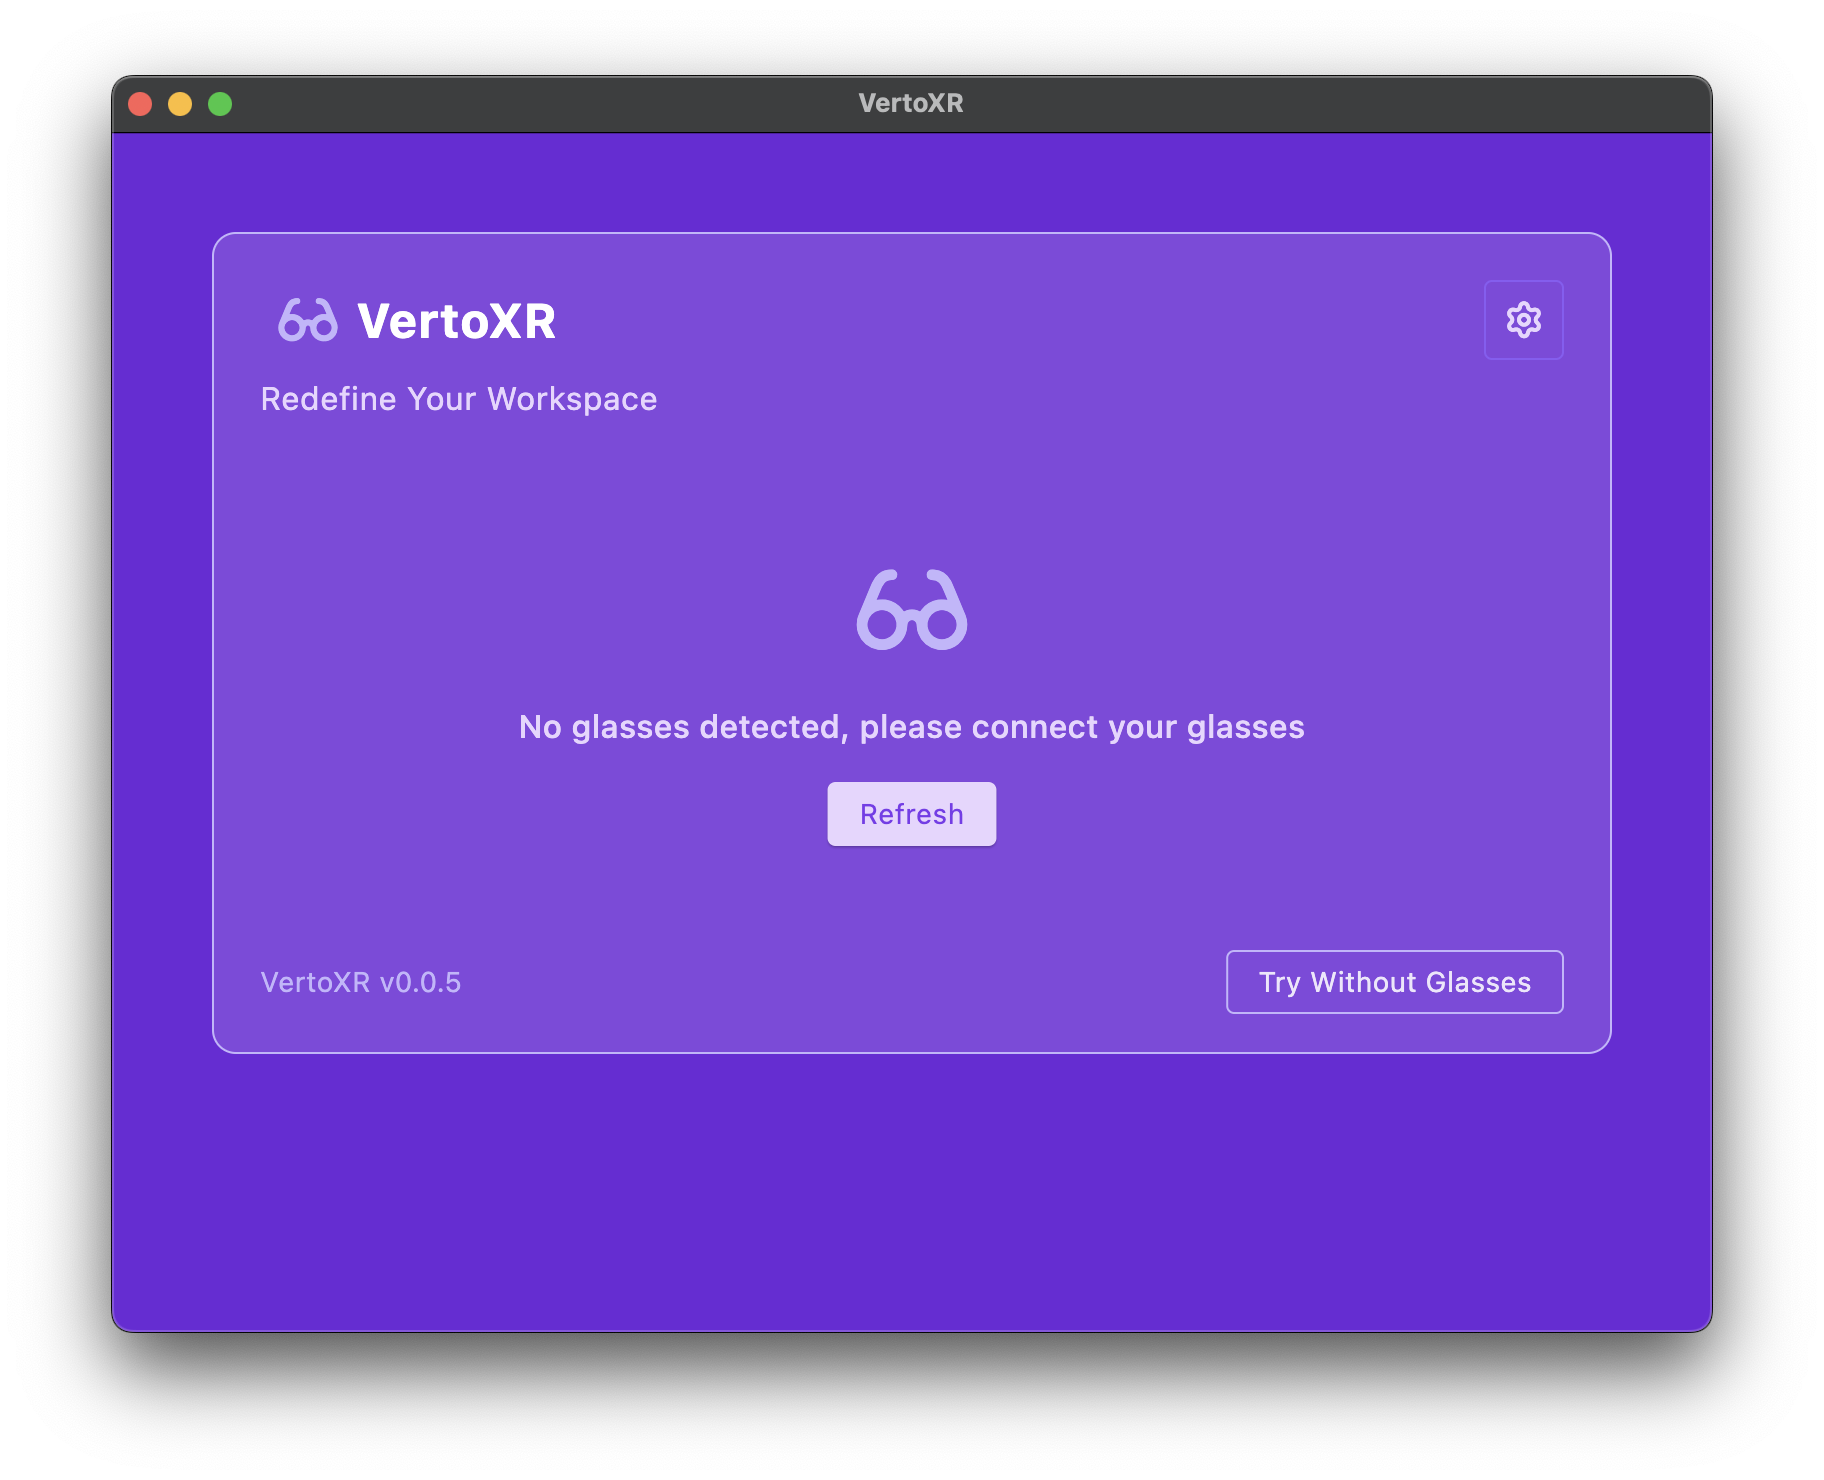 VertoXR
VertoXR
Redefine Your Workspace
No glasses detected, please connect your glasses
Refresh
VertoXR v0.0.5
Try Without Glasses